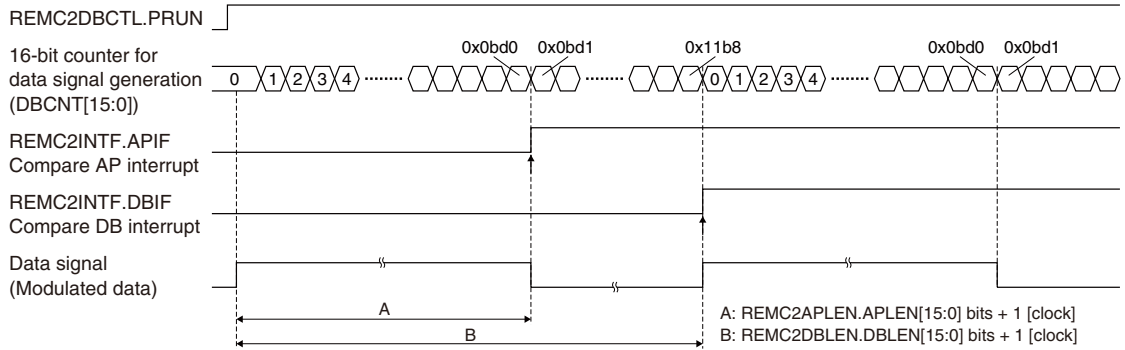 REMC2DBCTL.PRUN
16-bit counter for
data signal generation
(DBCNT[15:0])
0x0bd0 0x0bd1 0x11b8 0x0bd0 0x0bd1
0 1 2 3 4 ........ ........ 0 1 2 3 4 ........
REMC2INTF.APIF
Compare AP interrupt
REMC2INTF.DBIF
Compare DB interrupt
Data signal
(Modulated data)
A
B
A: REMC2APLEN.APLEN[15:0] bits + 1 [clock]
B: REMC2DBLEN.DBLEN[15:0] bits + 1 [clock]